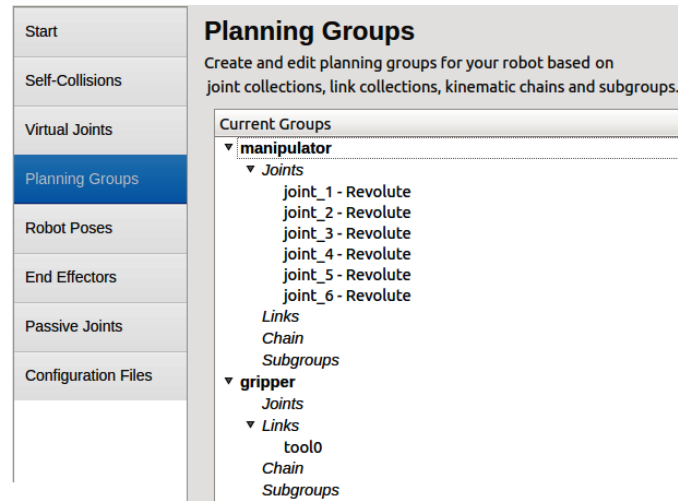 Start
Self-Collisions
Virtual Joints
Planning Groups
Robot Poses
End Effectors
Passive Joints
Configuration Files
Planning Groups
Create and edit planning groups for your robot based on
joint collections, link collections, kinematic chains and subgroups.
Current Groups
manipulator
Joints
joint_1 - Revolute
joint_2 - Revolute
joint_3 - Revolute
joint_4 - Revolute
joint_5 - Revolute
joint_6 - Revolute
Links
Chain
Subgroups
gripper
Joints
Links
tool0
Chain
Subgroups